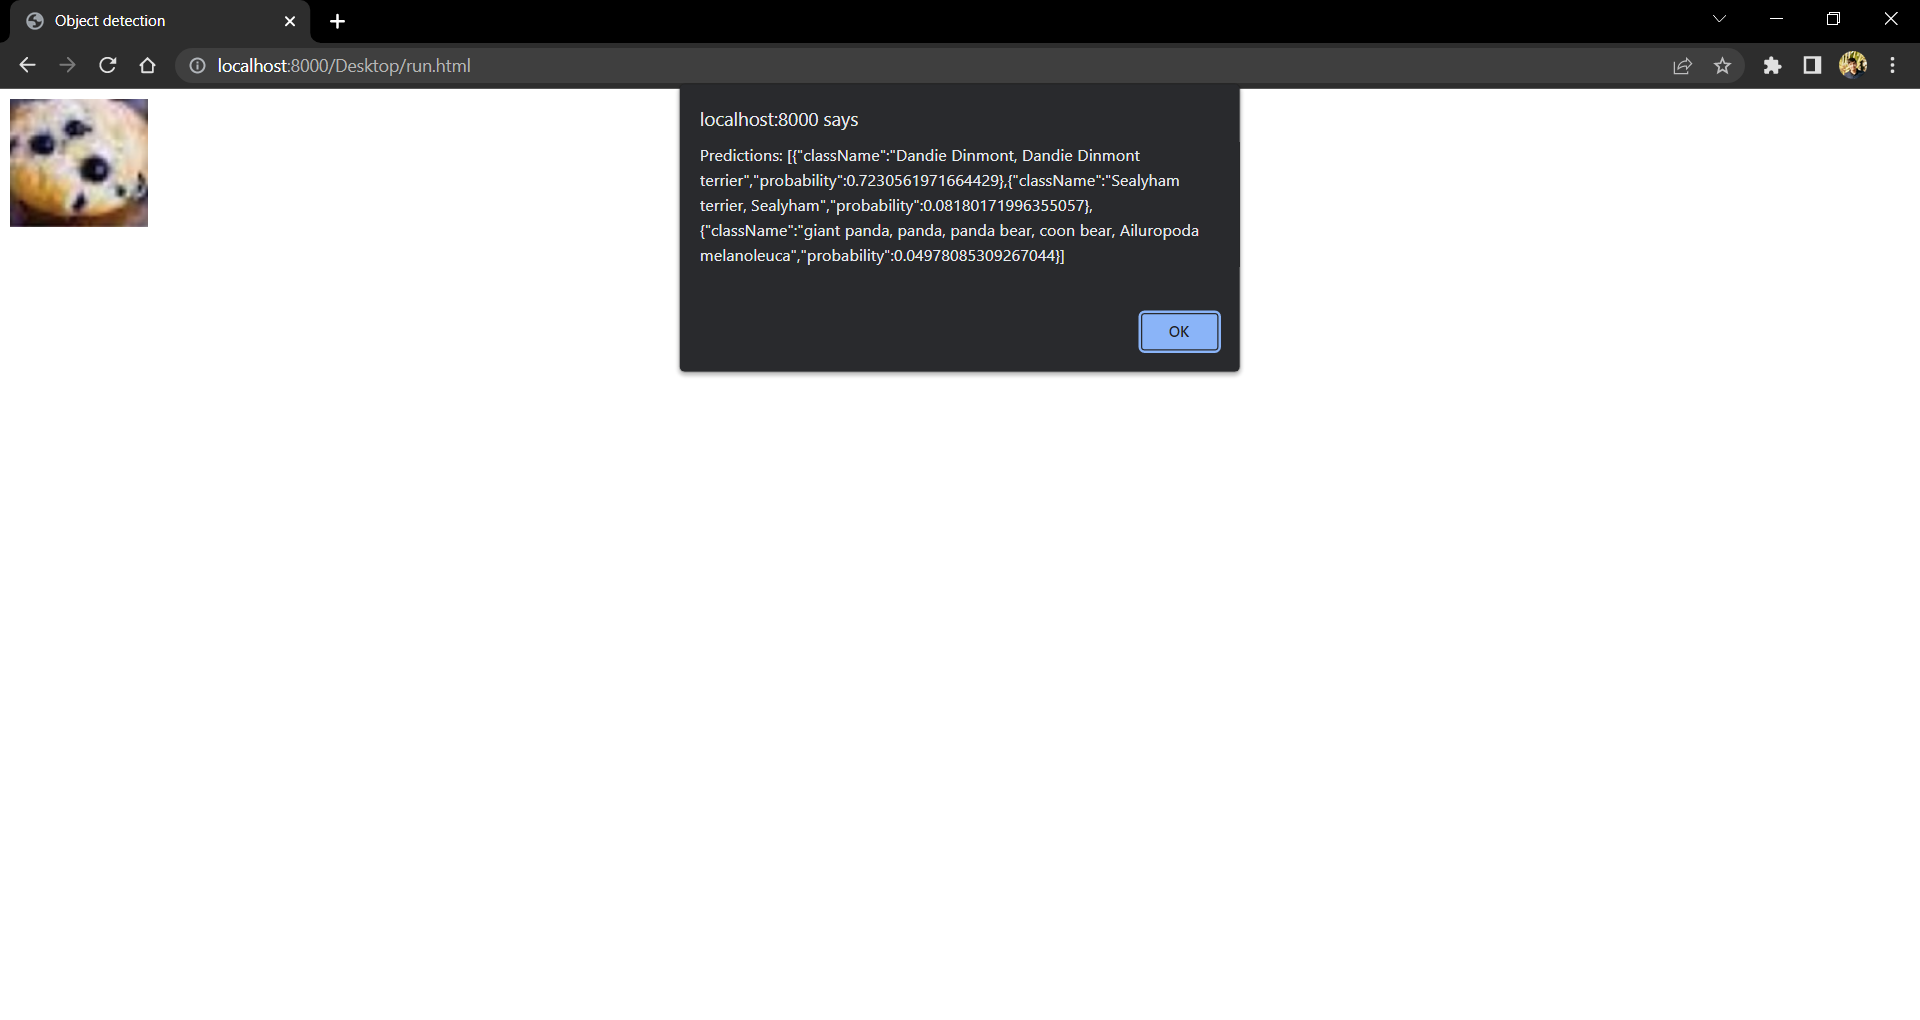 Object detection
localhost:8000/Desktop/run.html
localhost:8000 says
Predictions: [{"className":"Dandie Dinmont, Dandie Dinmont
terrier","probability":0.7230561971664429},{"className":"Sealyham
terrier, Sealyham","probability":0.08180171996355057},
{"className":"giant panda, panda, panda bear, coon bear, Ailuropoda
melanoleuca","probability":0.04978085309267044}]
OK